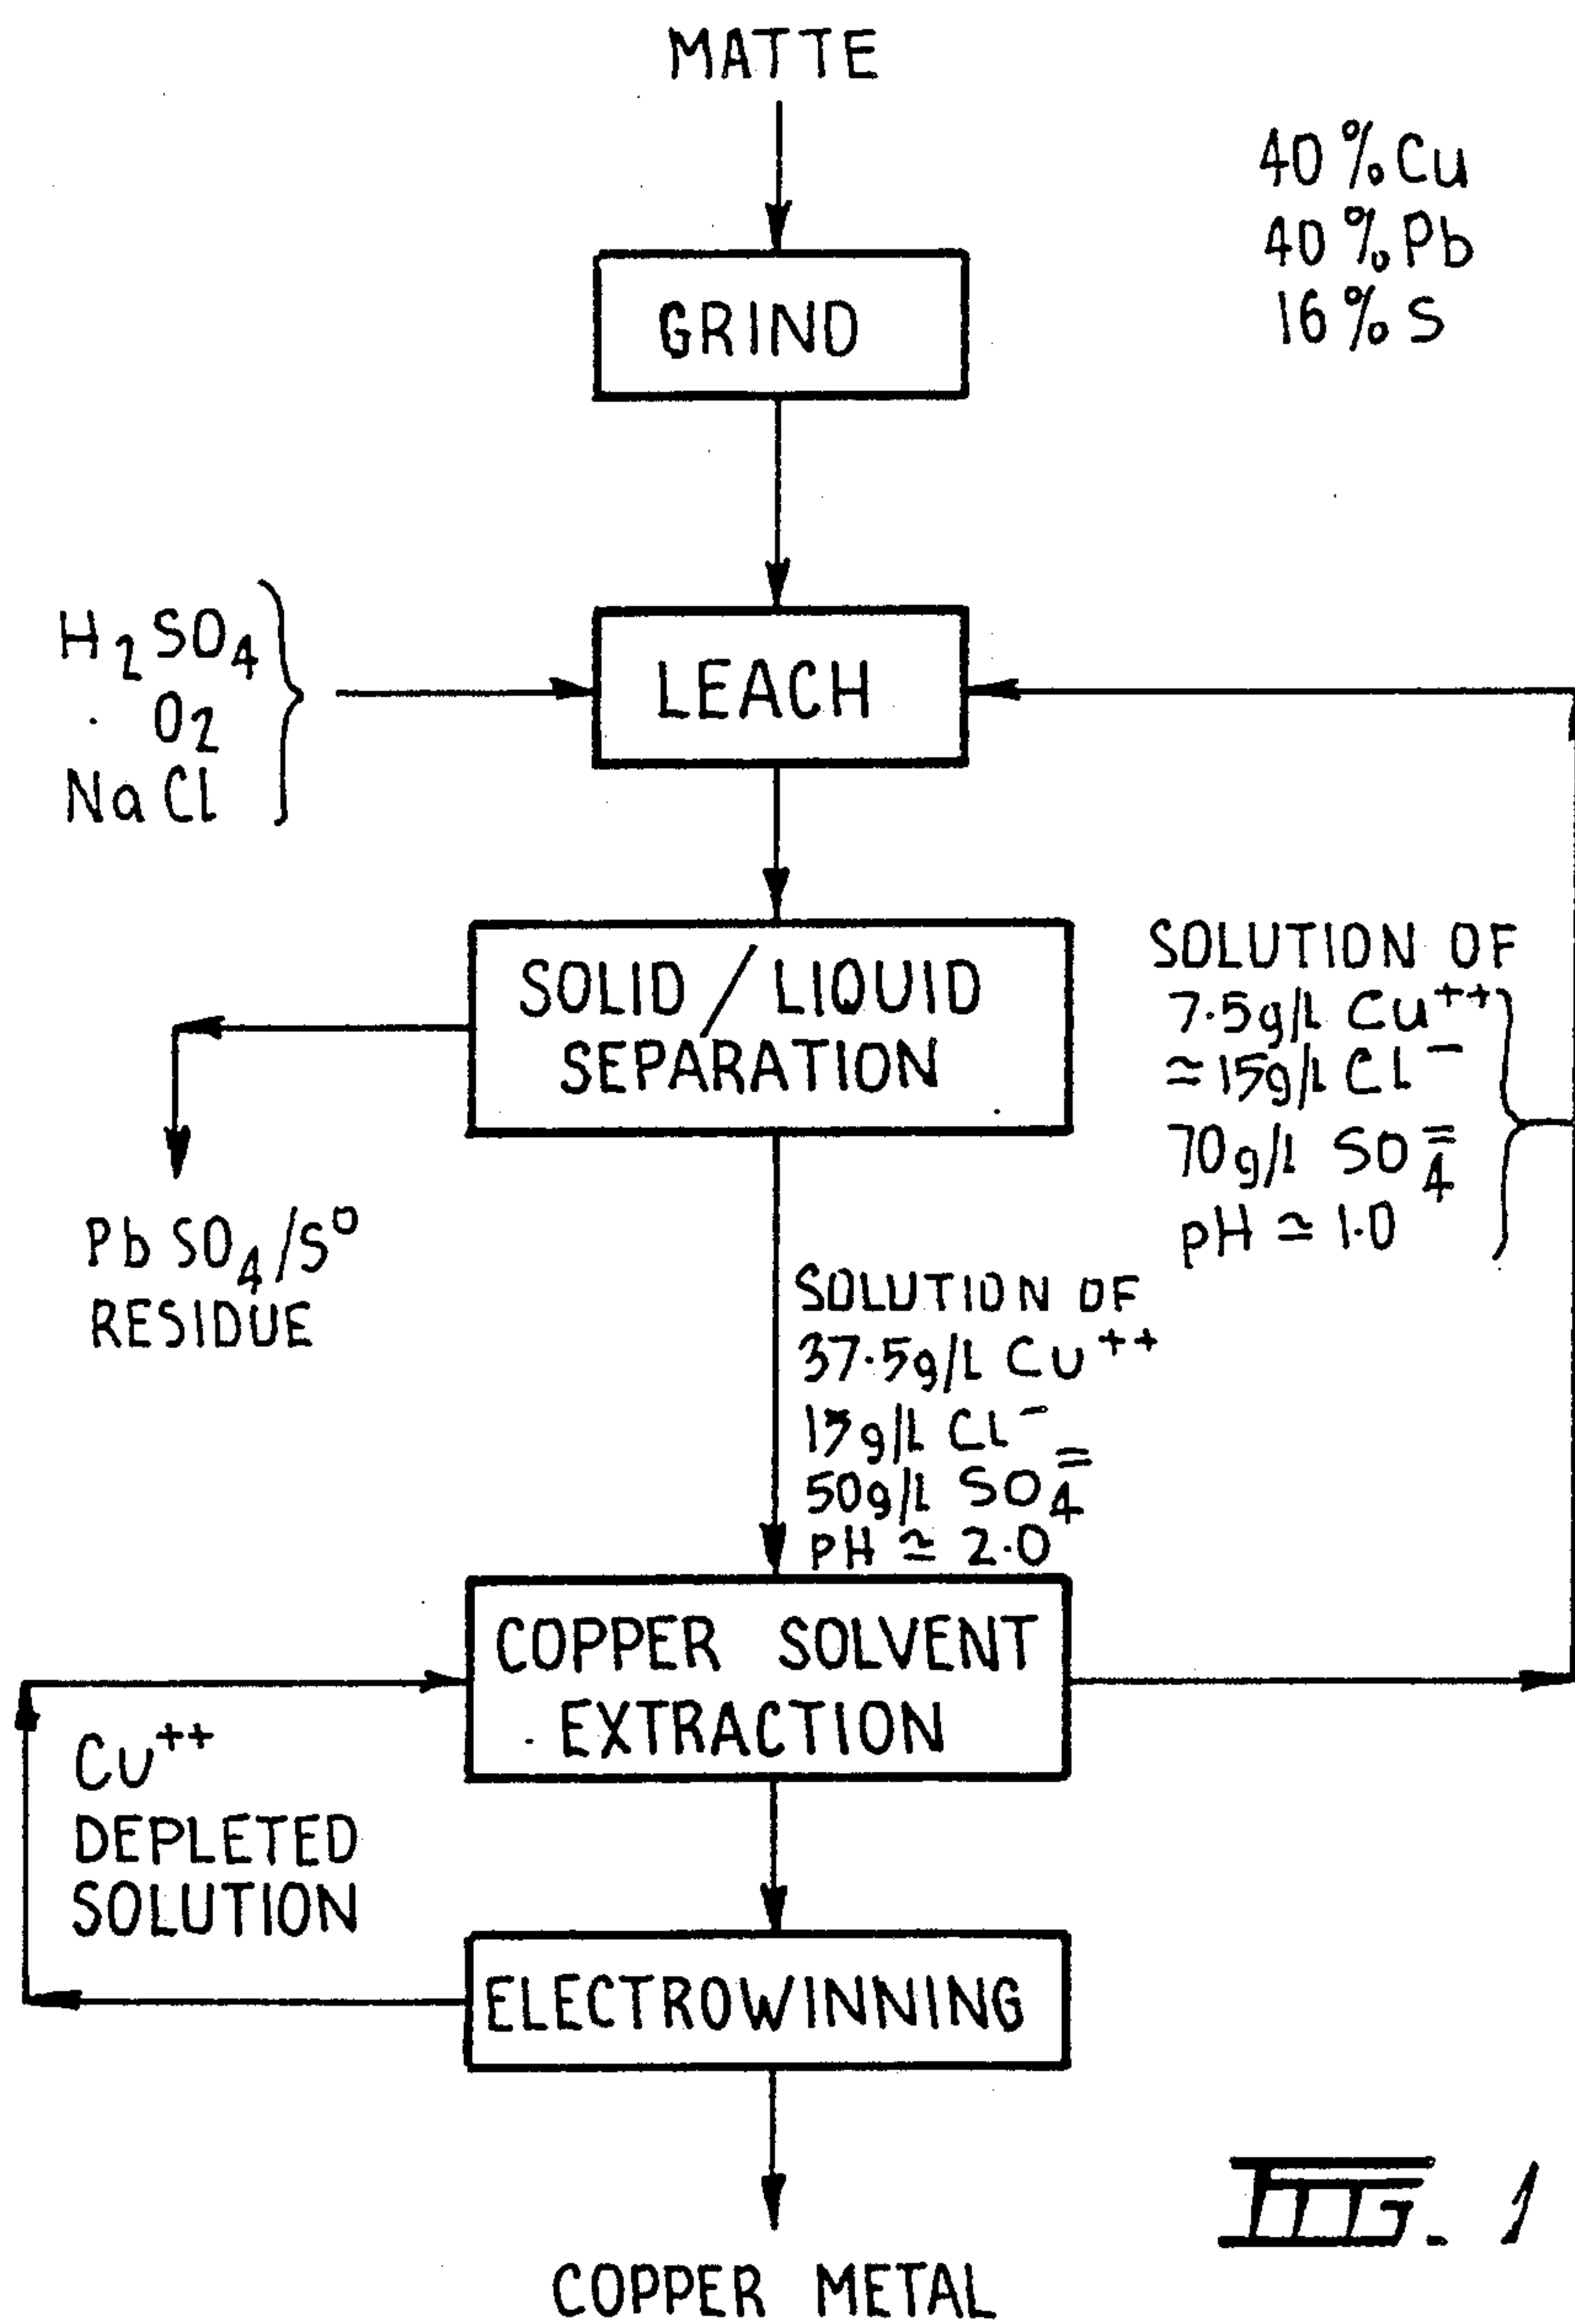 MATTE
40 % Cu
40 % Pb
16 % S
GRIND
H2SO4
O2
NaCl
LEACH
SOLID / LIQUID
SEPARATION
SOLUTION OF
7.5g/l Cu++
≃ 15g/l Cl-
70g/l SO4=
pH ≃ 1.0
PbSO4/S°
RESIDUE
SOLUTION OF
37.5g/l Cu++
g/l Cl-
50g/l SO4=
pH ≃ 2.0
COPPER SOLVENT
EXTRACTION
Cu++
DEPLETED
SOLUTION
ELECTROWINNING
COPPER METAL
FIG. 1